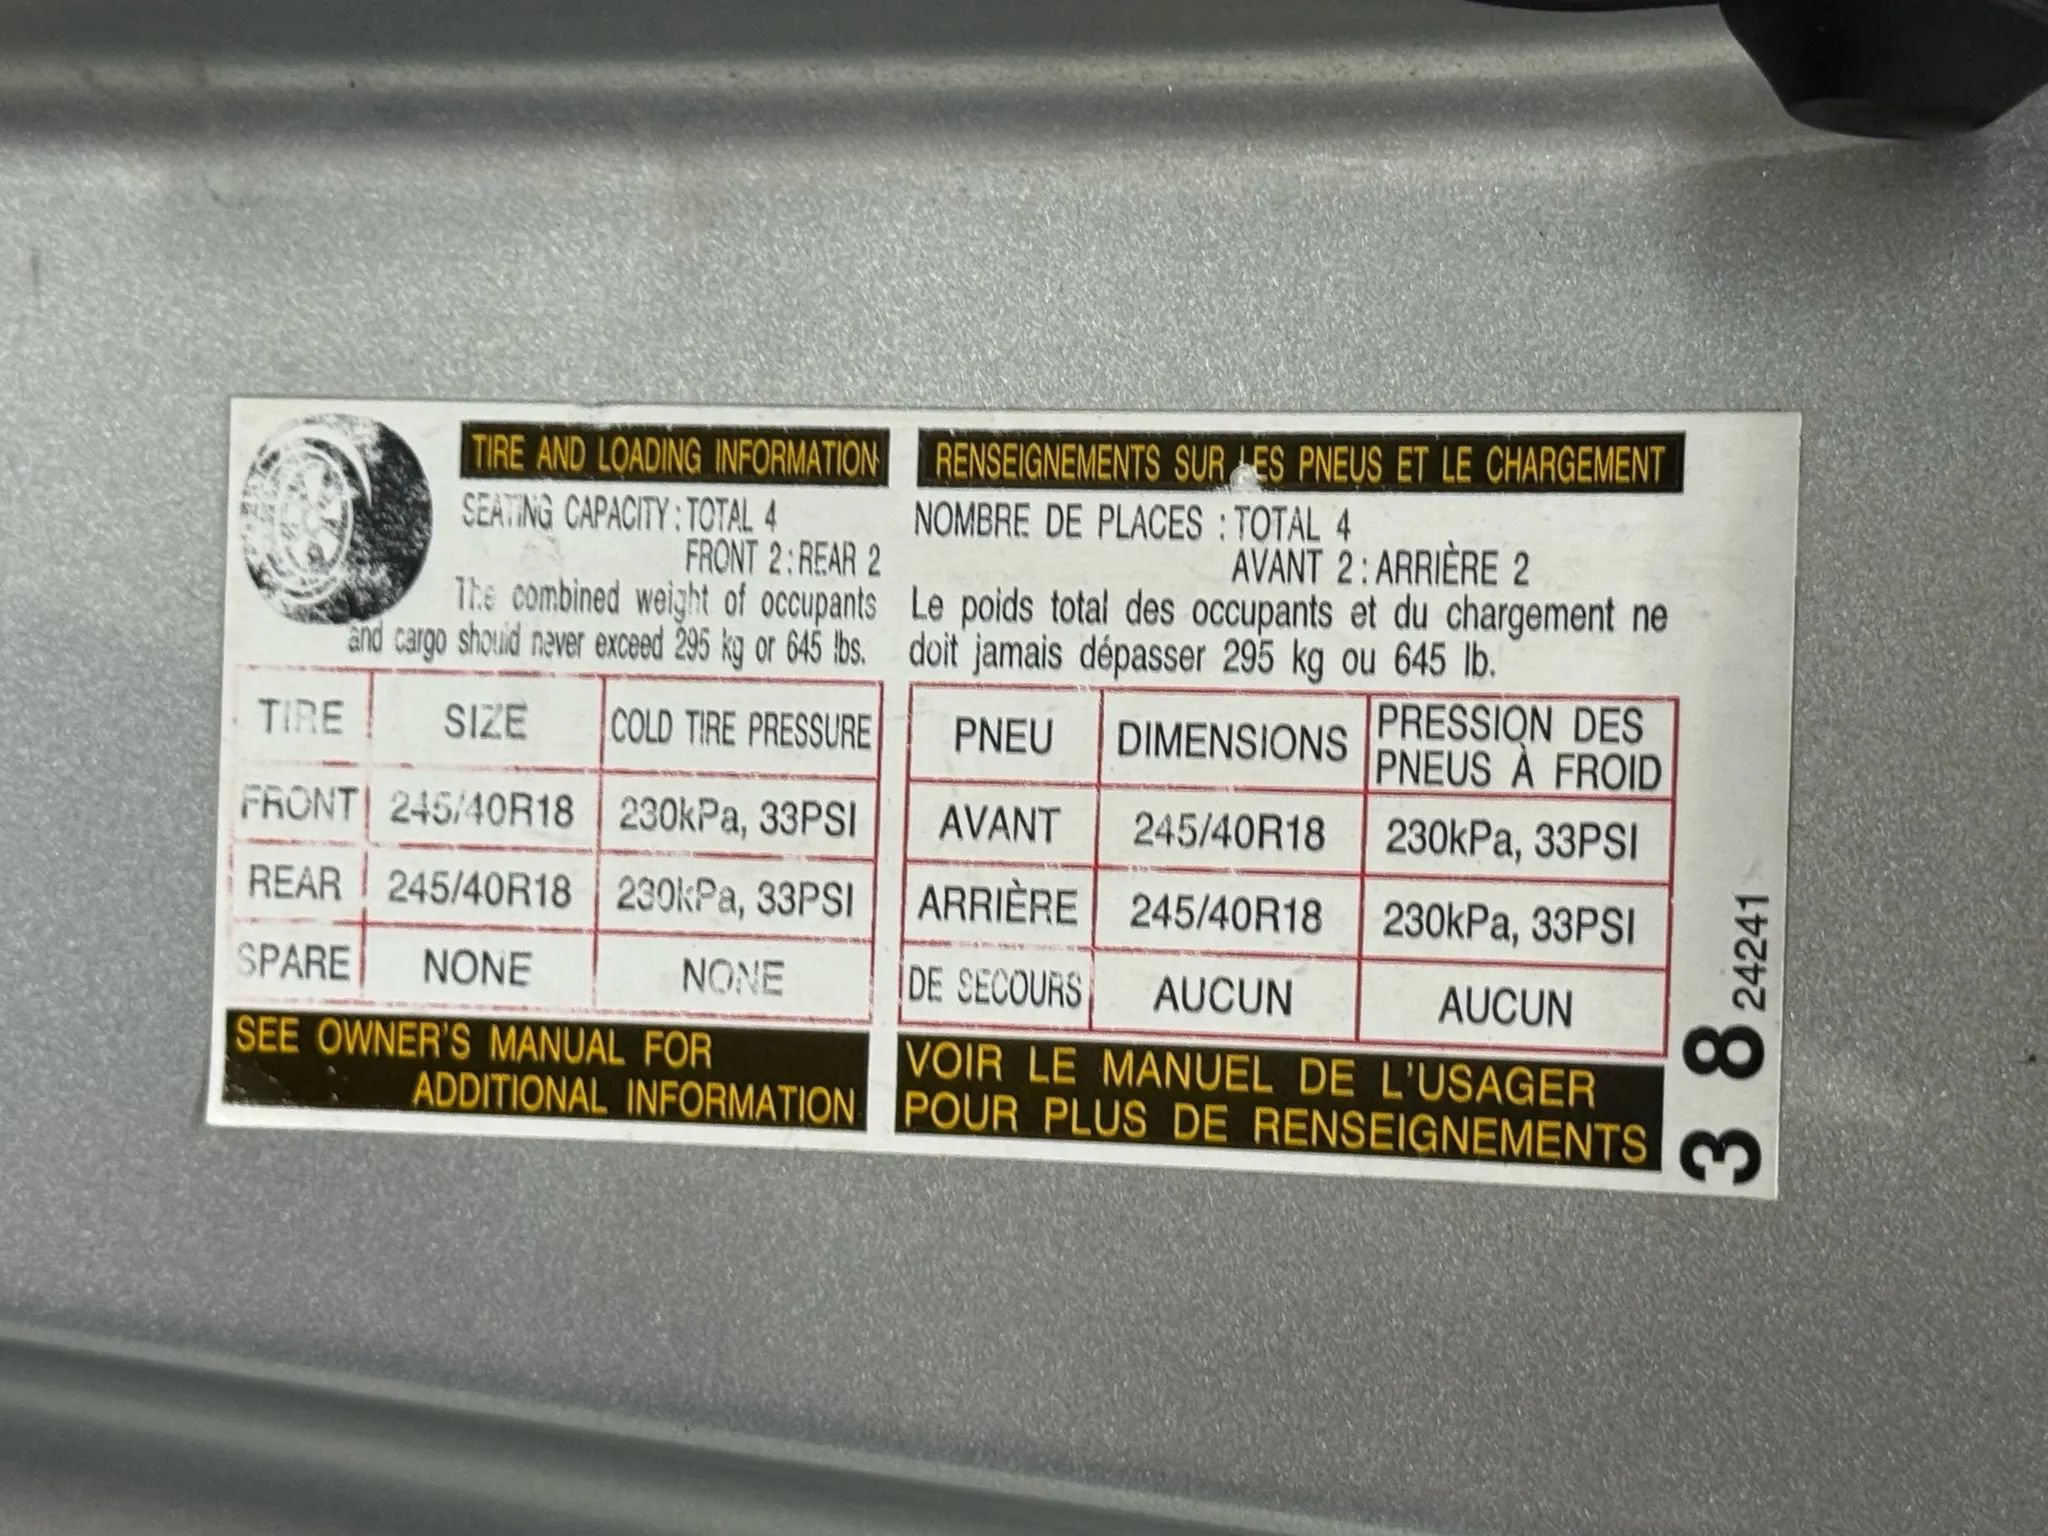 TIRE AND LOADING INFORMATION
SEATING CAPACITY : TOTAL 4
FRONT 2 : REAR 2
The combined weight of occupants
and cargo should never exceed 295 kg or 645 lbs.
TIRE SIZE COLD TIRE PRESSURE
FRONT 245/40R18 230kPa, 33PSI
REAR 245/40R18 230kPa, 33PSI
SPARE NONE NONE
SEE OWNER'S MANUAL FOR
ADDITIONAL INFORMATION
RENSEIGNEMENTS SUR LES PNEUS ET LE CHARGEMENT
NOMBRE DE PLACES : TOTAL 4
AVANT 2 : ARRIÈRE 2
Le poids total des occupants et du chargement ne
doit jamais dépasser 295 kg ou 645 lb.
PNEU DIMENSIONS PRESSION DES
PNEUS À FROID
AVANT 245/40R18 230kPa, 33PSI
ARRIÈRE 245/40R18 230kPa, 33PSI
DE SECOURS AUCUN AUCUN
VOIR LE MANUEL DE L'USAGER
POUR PLUS DE RENSEIGNEMENTS
3 8 24241